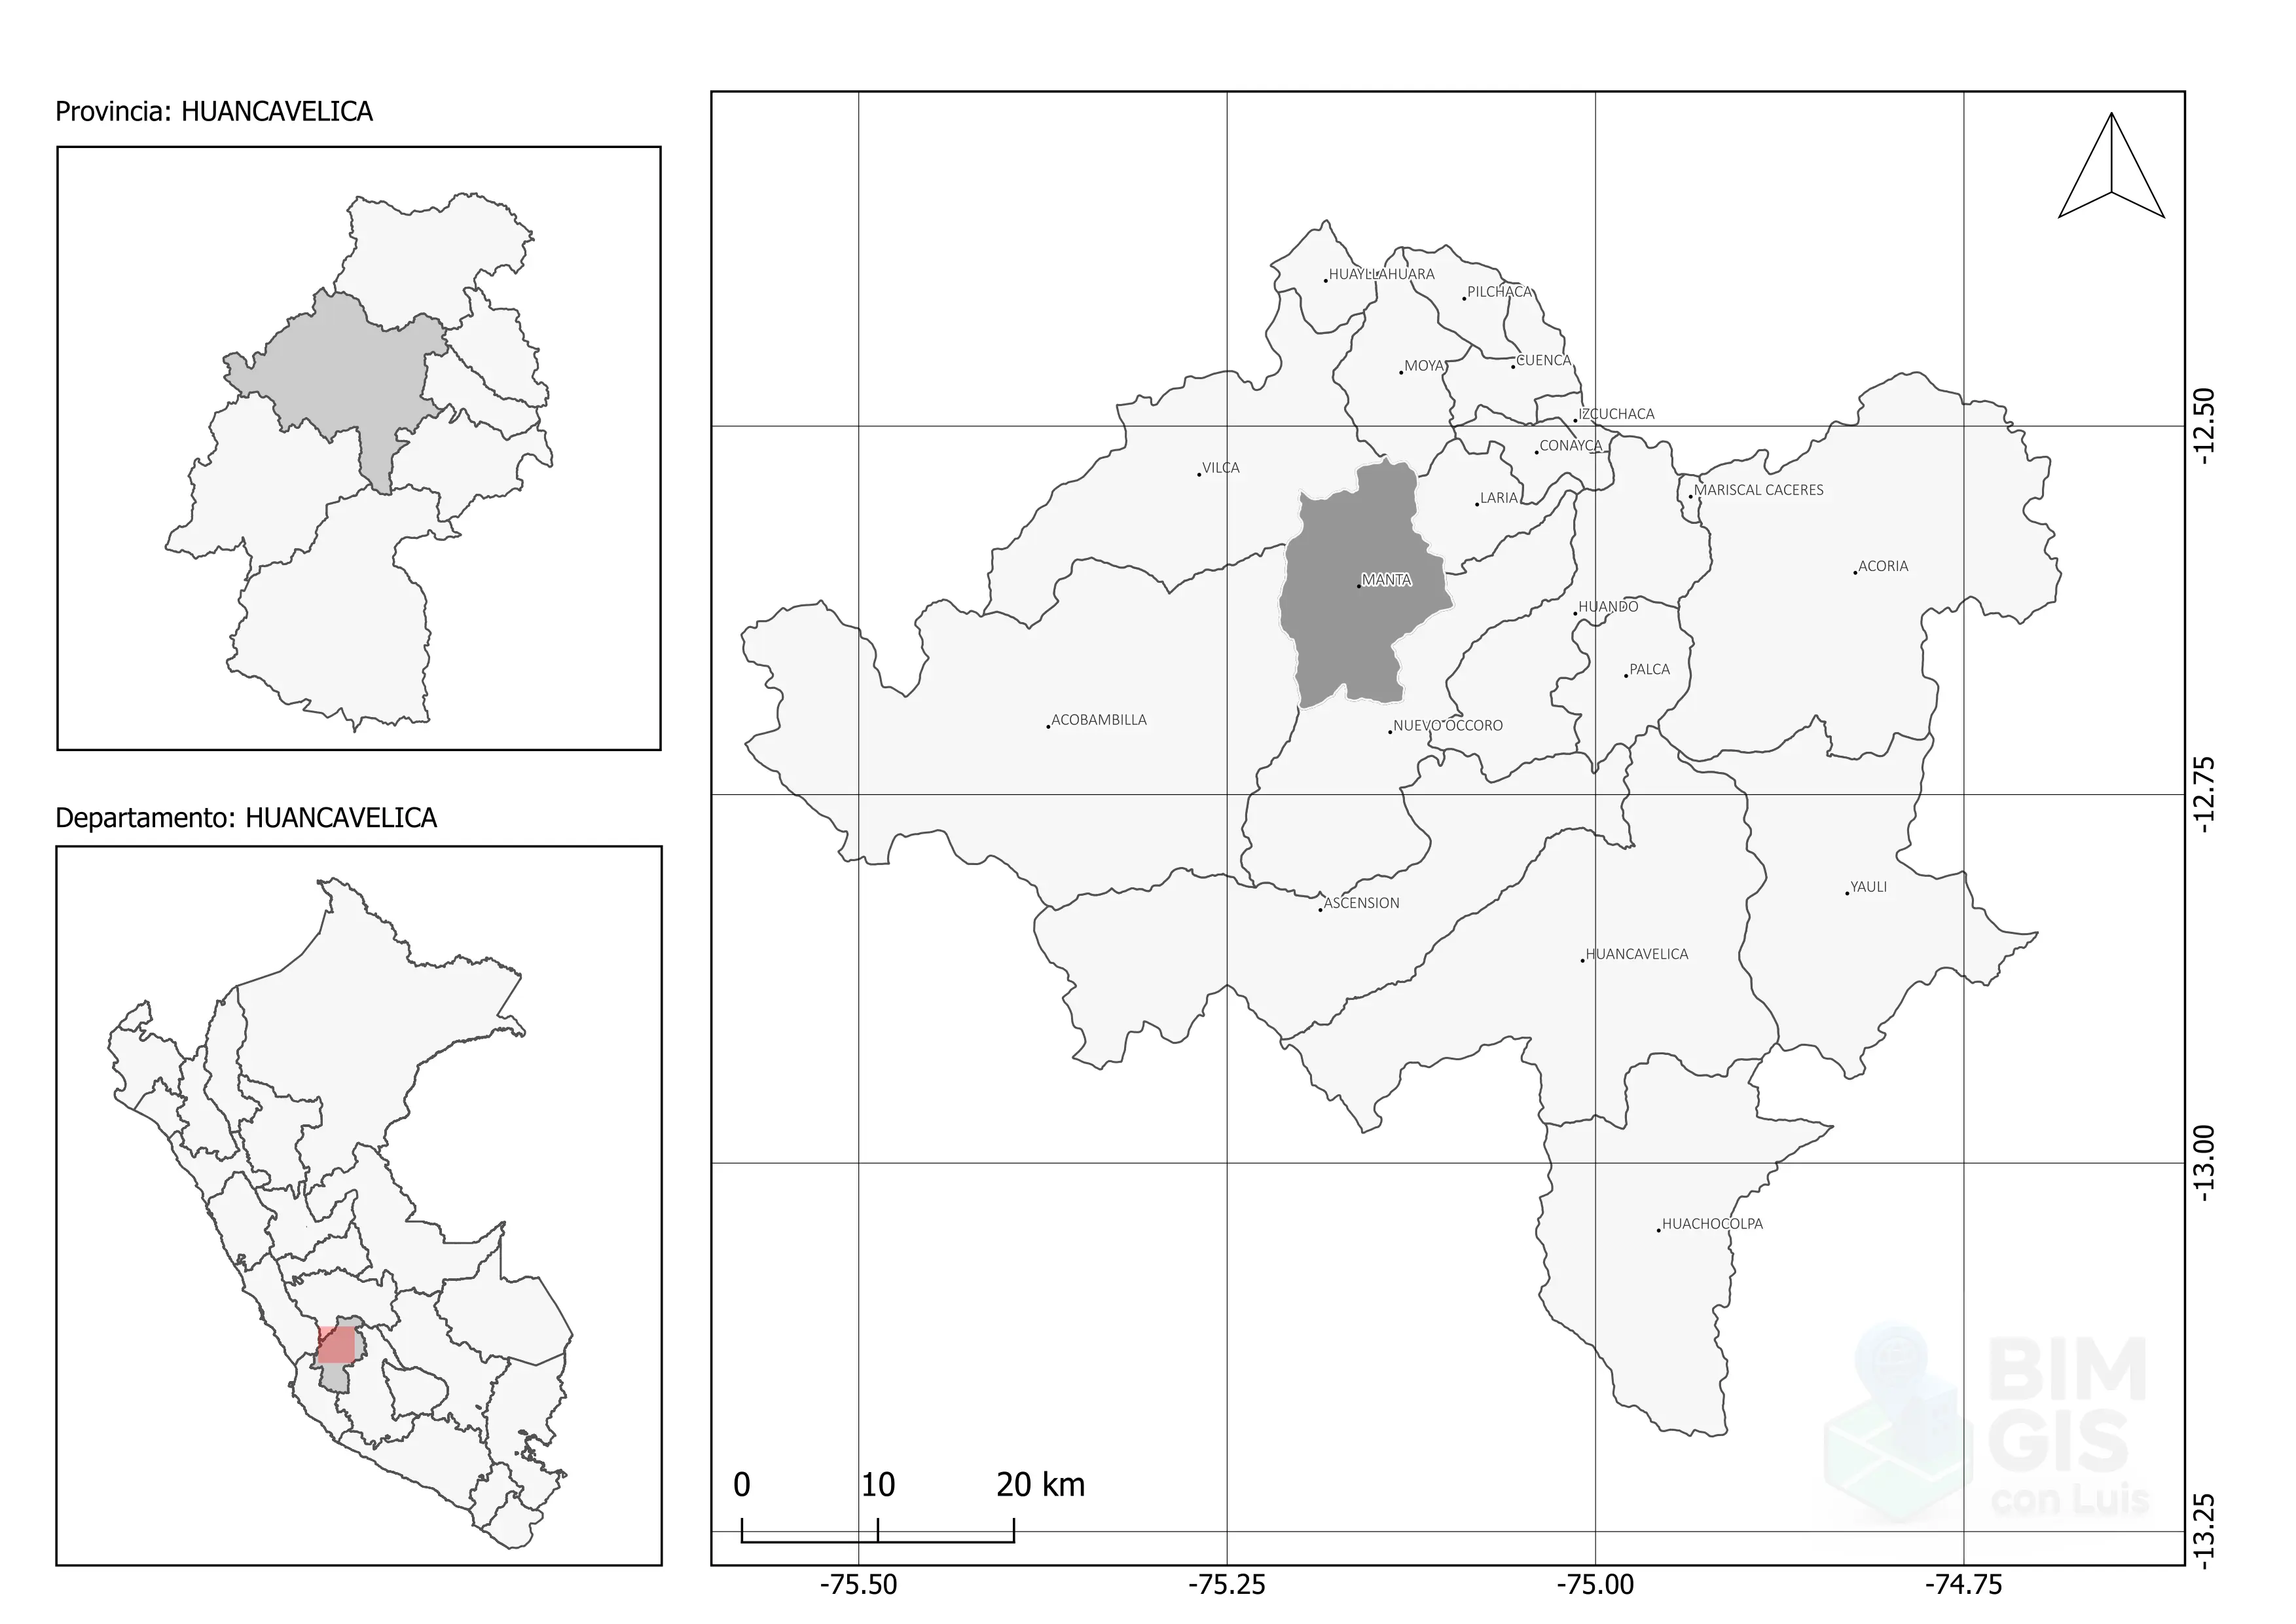 Provincia: HUANCAVELICA
Departamento: HUANCAVELICA
HUAYLLAHUARA
PILCHACA
MOYA
CUENCA
IZCUCHACA
CONAYCA
VILCA
LARIA
MARISCAL CACERES
ACORIA
MANTA
HUANDO
PALCA
ACOBAMBILLA
NUEVO OCCORO
YAULI
ASCENSION
HUANCAVELICA
HUACHOCOLPA
BIM
GIS
con Luis
0 10 20 km
-75.50 -75.25 -75.00 -74.75
-12.50
-12.75
-13.00
-13.25